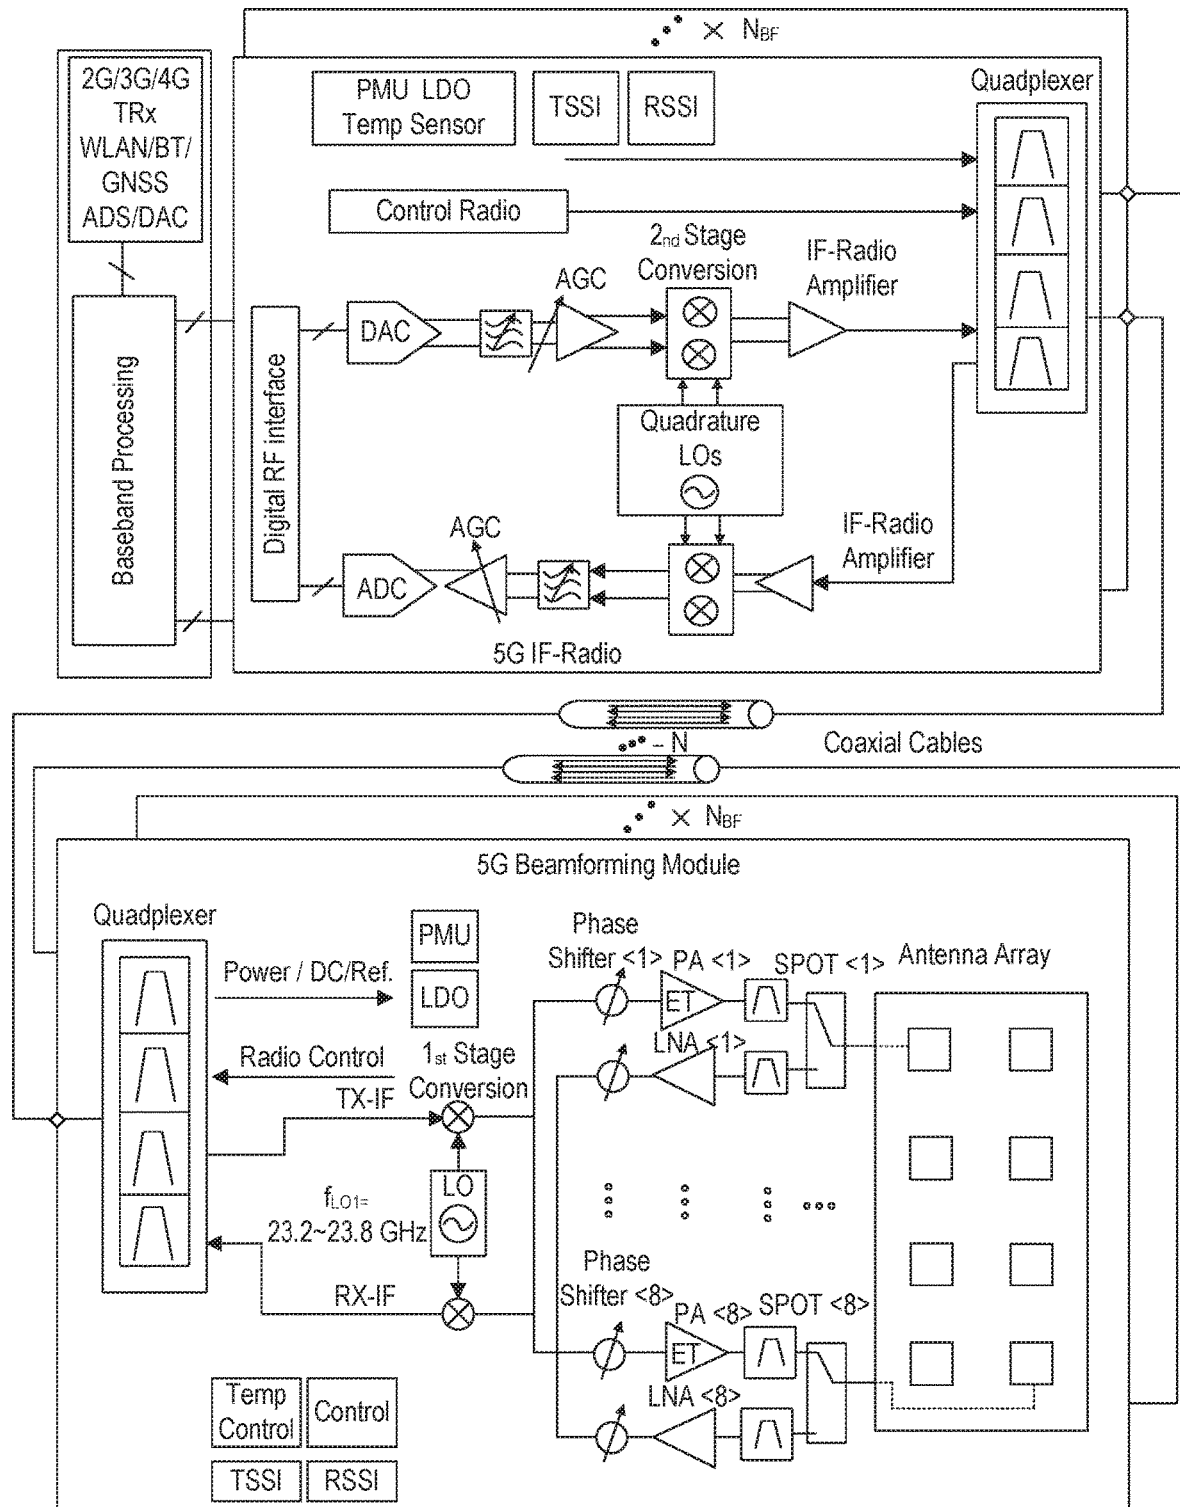 × NBF
2G/3G/4G
TRx
WLAN/BT/
GNSS
ADS/DAC
Baseband Processing
PMU LDO
Temp Sensor
TSSI
RSSI
Quadplexer
Control Radio
2nd Stage
Conversion
IF-Radio
Amplifier
AGC
DAC
Digital RF interface
Quadrature
LOs
AGC
IF-Radio
Amplifier
ADC
5G IF-Radio
– N
Coaxial Cables
× NBF
5G Beamforming Module
Quadplexer
PMU
Power / DC/Ref.
LDO
Radio Control
1st Stage
Conversion
TX-IF
LO
fLO1=
23.2~23.8 GHz
RX-IF
Phase
Shifter <1>
PA <1>
SPOT <1>
Antenna Array
ET
LNA <1>
Phase
Shifter <8>
PA <8>
SPOT <8>
ET
LNA <8>
Temp
Control
Control
TSSI
RSSI